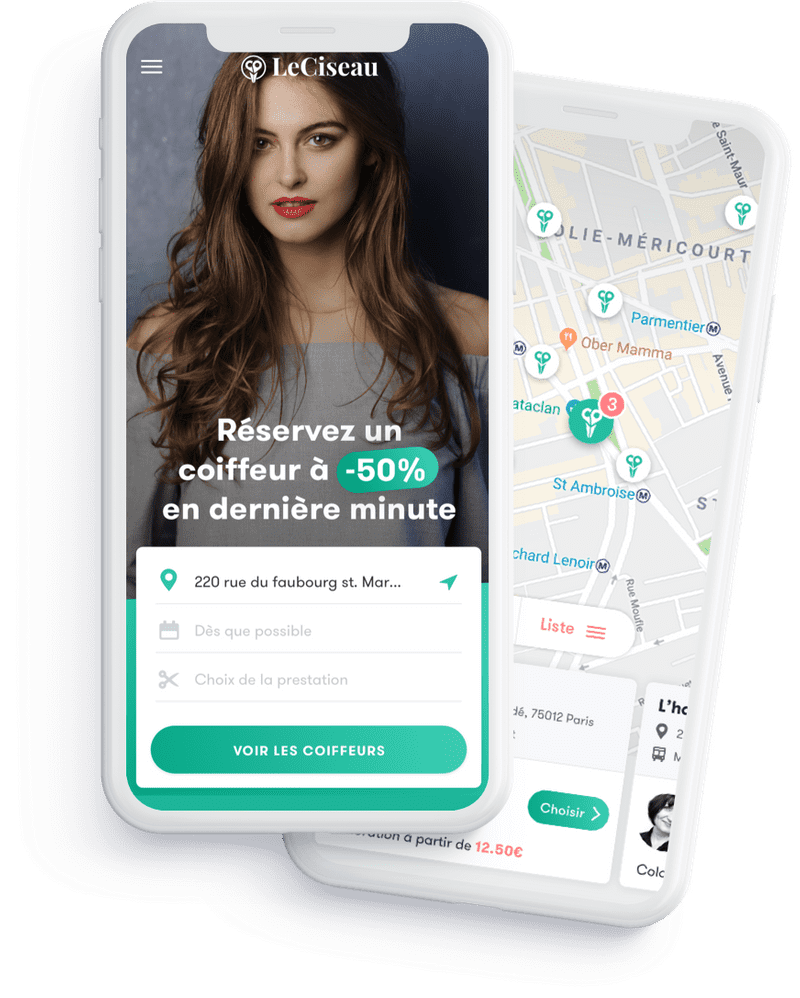 LeCiseau
Réservez un
coiffeur à -50%
en dernière minute
220 rue du faubourg st. Mar...
Dès que possible
Choix de la prestation
VOIR LES COIFFEURS
Saint-Maur
OLIE-MÉRICOURT
Parmentier M
Ober Mamma
M
Avenue
ataclan
3
St Ambroise M
S
chard Lenoir M
Rue Moufle
Liste
dé, 75012 Paris
L'ho
2
M
Choisir
à partir de 12.50€
Colo